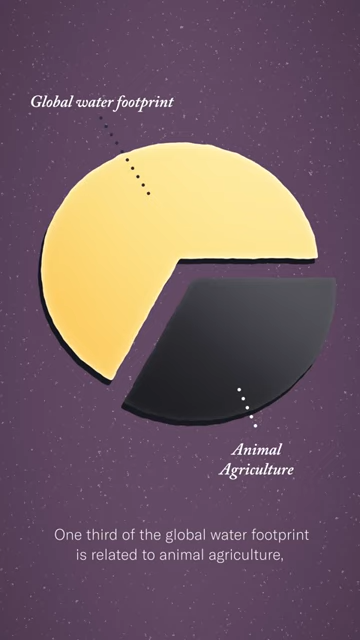 Global water footprint
Animal
Agriculture
One third of the global water footprint
is related to animal agriculture,